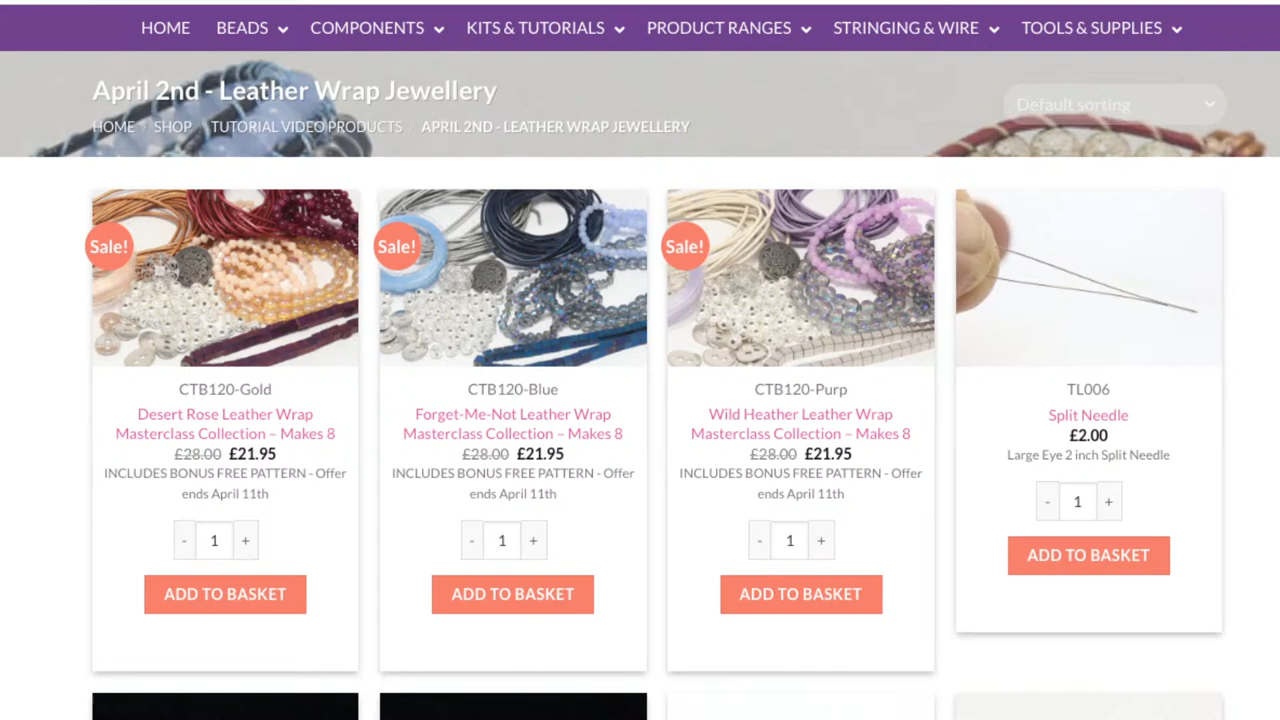 HOME BEADS COMPONENTS KITS & TUTORIALS PRODUCT RANGES STRINGING & WIRE TOOLS & SUPPLIES
April 2nd - Leather Wrap Jewellery
Default sorting
HOME / SHOP / TUTORIAL VIDEO PRODUCTS / APRIL 2ND - LEATHER WRAP JEWELLERY
Sale!
CTB120-Gold
Desert Rose Leather Wrap
Masterclass Collection – Makes 8
£28.00 £21.95
INCLUDES BONUS FREE PATTERN - Offer
ends April 11th
- 1 +
ADD TO BASKET
Sale!
CTB120-Blue
Forget-Me-Not Leather Wrap
Masterclass Collection – Makes 8
£28.00 £21.95
INCLUDES BONUS FREE PATTERN - Offer
ends April 11th
- 1 +
ADD TO BASKET
Sale!
CTB120-Purp
Wild Heather Leather Wrap
Masterclass Collection – Makes 8
£28.00 £21.95
INCLUDES BONUS FREE PATTERN - Offer
ends April 11th
- 1 +
ADD TO BASKET
TL006
Split Needle
£2.00
Large Eye 2 inch Split Needle
- 1 +
ADD TO BASKET